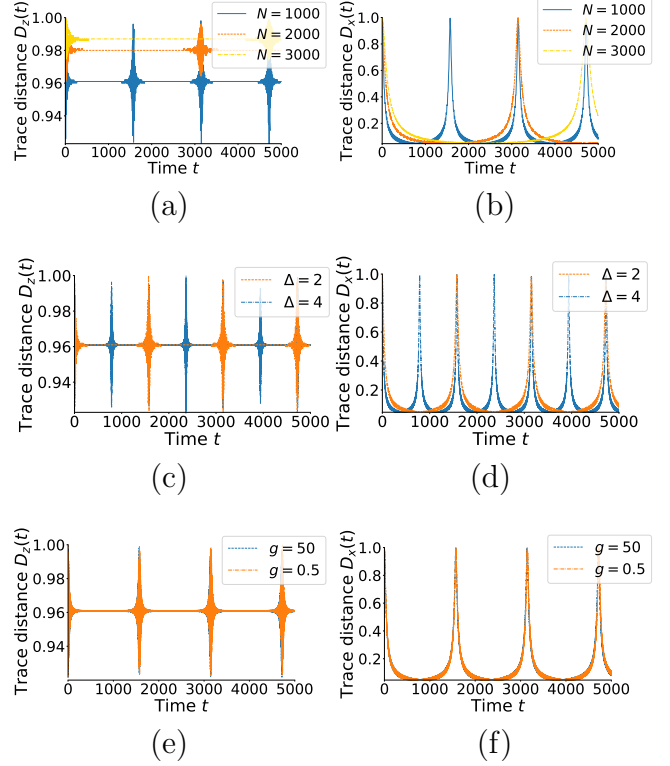 Trace distance D_z(t)
1.00
0.98
0.96
0.94
0 1000 2000 3000 4000 5000
Time t
N = 1000
N = 2000
N = 3000
(a)
Trace distance D_x(t)
1.0
0.8
0.6
0.4
0.2
0 1000 2000 3000 4000 5000
Time t
N = 1000
N = 2000
N = 3000
(b)
Trace distance D_z(t)
1.00
0.98
0.96
0.94
0 1000 2000 3000 4000 5000
Time t
Δ = 2
Δ = 4
(c)
Trace distance D_x(t)
1.0
0.8
0.6
0.4
0.2
0 1000 2000 3000 4000 5000
Time t
Δ = 2
Δ = 4
(d)
Trace distance D_z(t)
1.00
0.98
0.96
0.94
0 1000 2000 3000 4000 5000
Time t
g = 50
g = 0.5
(e)
Trace distance D_x(t)
1.0
0.8
0.6
0.4
0.2
0 1000 2000 3000 4000 5000
Time t
g = 50
g = 0.5
(f)